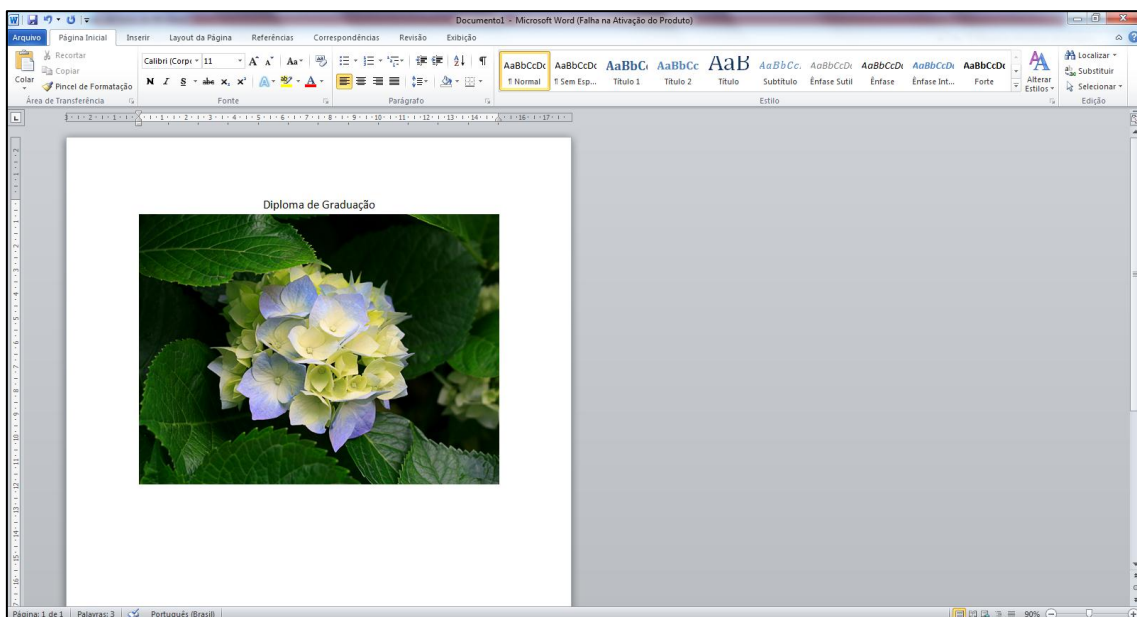 Documento1 - Microsoft Word (Falha na Ativação do Produto)
Arquivo Página Inicial Inserir Layout da Página Referências Correspondências Revisão Exibição
Colar
Recortar
Copiar
Pincel de Formatação
Área de Transferência
Calibri (Corpo 11
N I S abc x, x²
Fonte
Parágrafo
AaBbCcDc AaBbCcDc AaBbC AaBbCc AaB AaBbCc. AaBbCcDc AaBbCcDc AaBbCcDc AaBbCcDc
¶ Normal ¶ Sem Esp... Título 1 Título 2 Título Subtítulo Ênfase Sutil Ênfase Ênfase Int... Forte
Alterar Estilos
Estilo
Localizar
Substituir
Selecionar
Edição
Diploma de Graduação
Página: 1 de 1 Palavras: 3 Português (Brasil) 90%